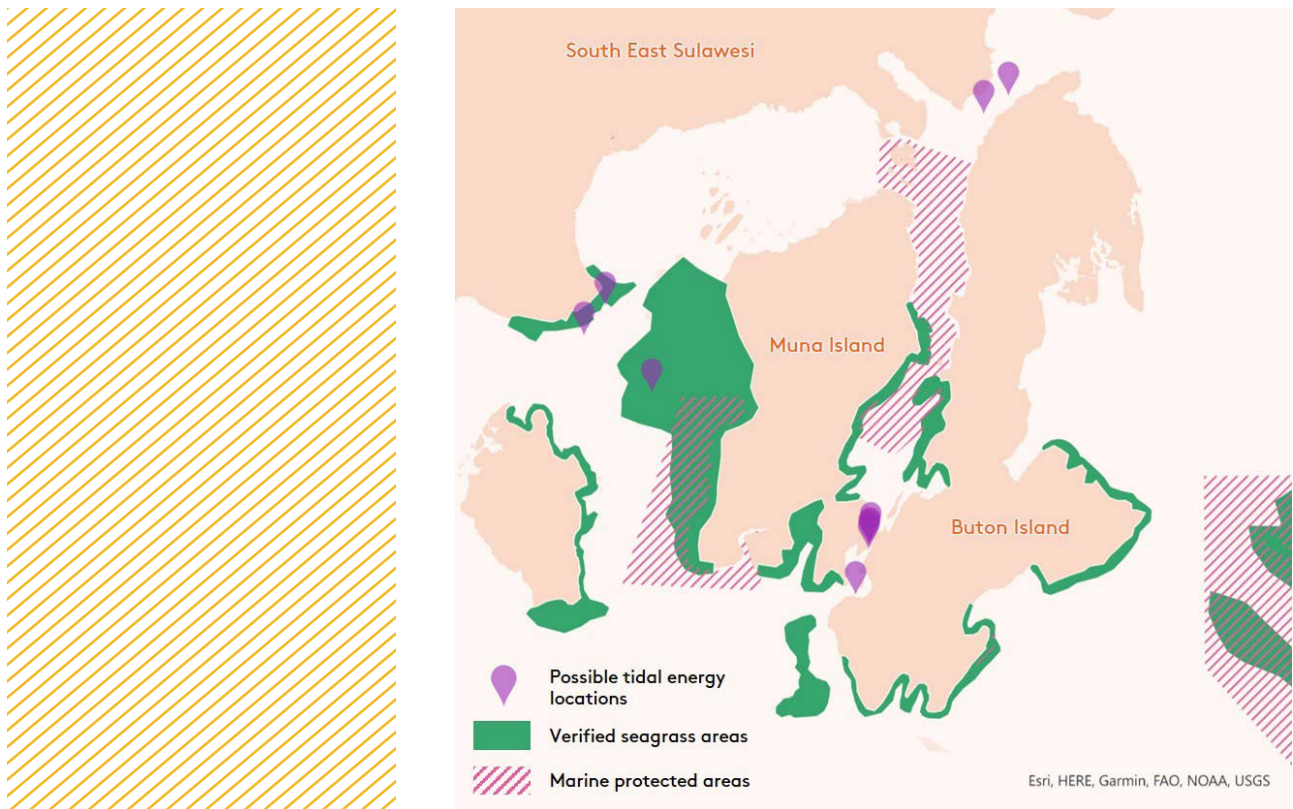 South East Sulawesi
Muna Island
Buton Island
Possible tidal energy
locations
Verified seagrass areas
Marine protected areas
Esri, HERE, Garmin, FAO, NOAA, USGS